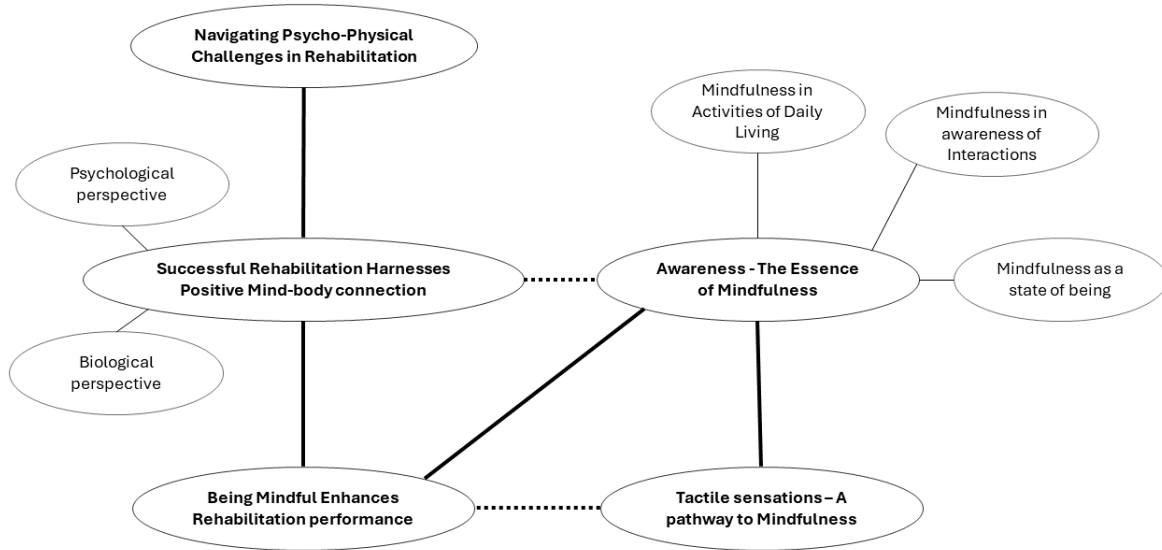 Navigating Psycho-Physical
Challenges in Rehabilitation
Mindfulness in
Activities of Daily
Living
Mindfulness in
awareness of
Interactions
Psychological
perspective
Successful Rehabilitation Harnesses
Positive Mind-body connection
Awareness - The Essence
of Mindfulness
Mindfulness as a
state of being
Biological
perspective
Being Mindful Enhances
Rehabilitation performance
Tactile sensations – A
pathway to Mindfulness